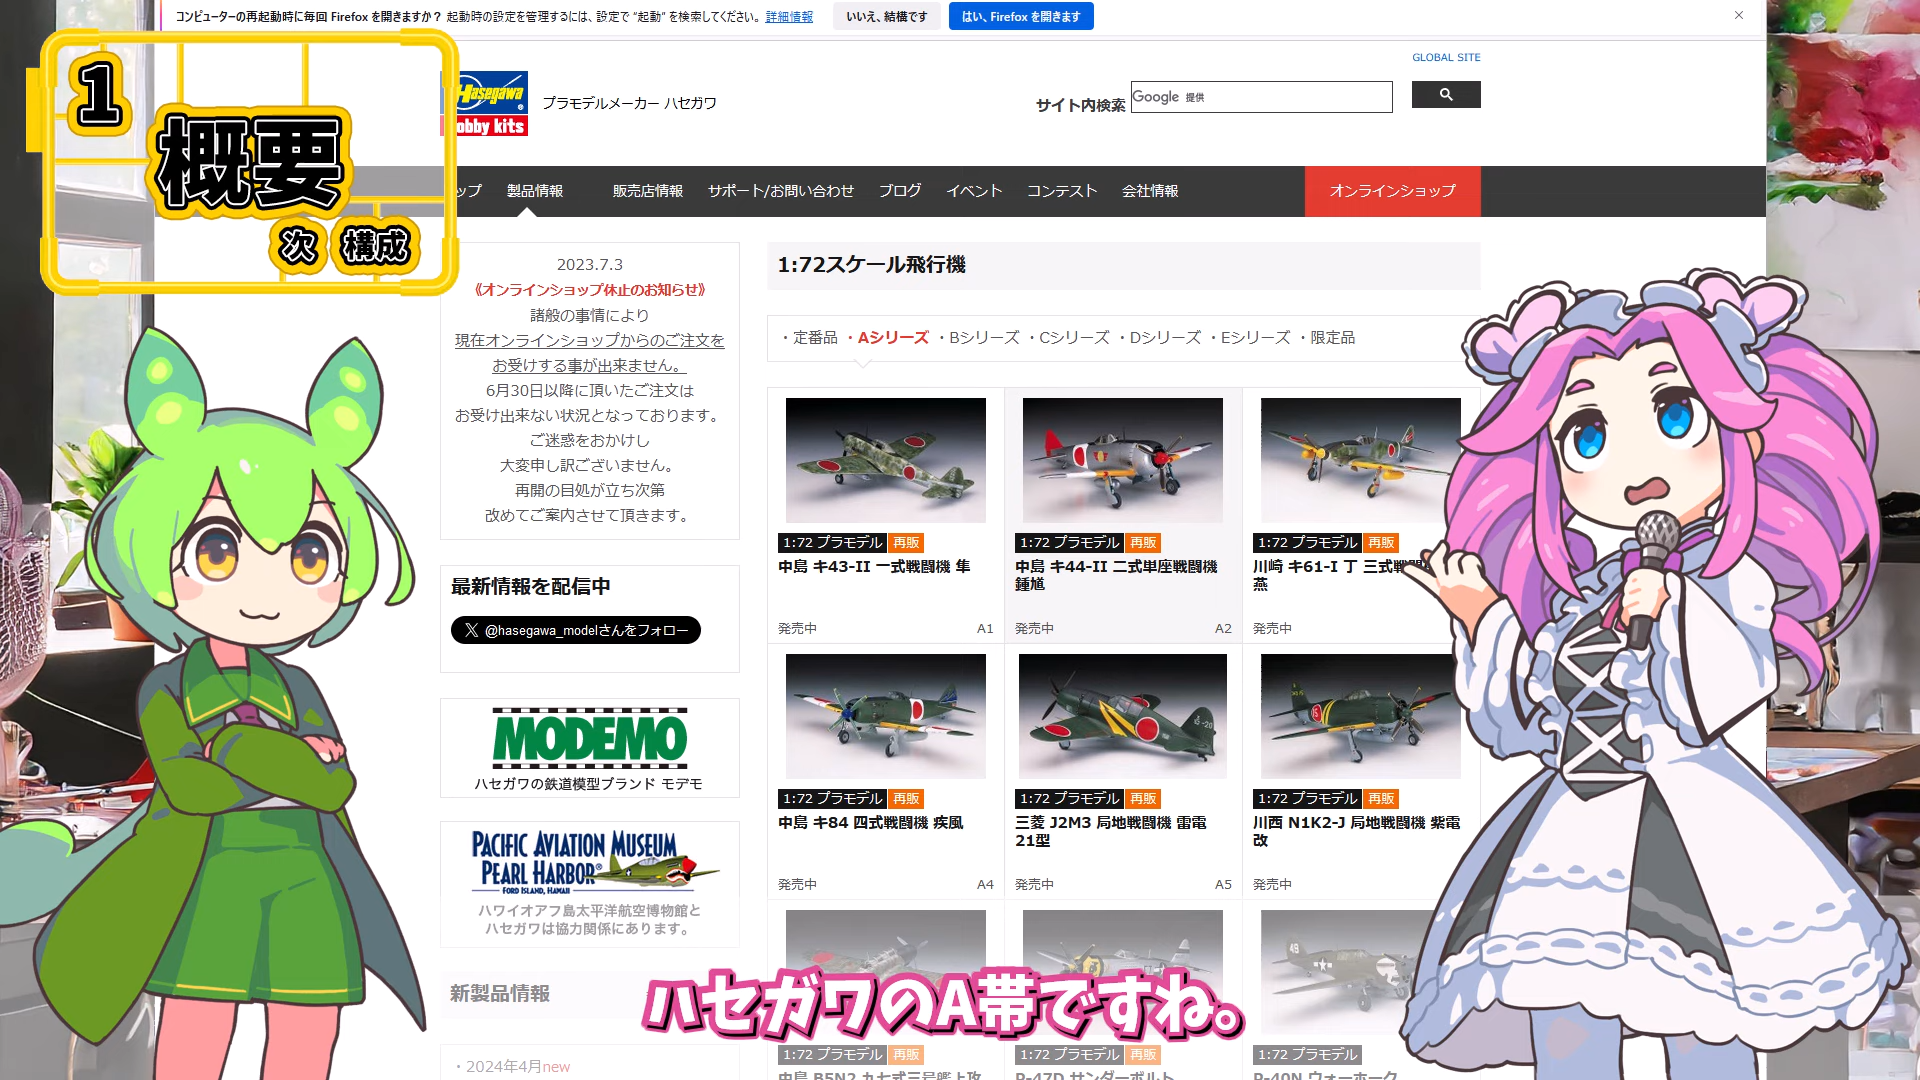 コンピューターの再起動時に毎回 Firefox を開きますか？ 起動時の設定を管理するには、設定で "起動" を検索してください。 詳細情報
いいえ、結構です
はい、Firefox を開きます
1
概要
次 構成
Hasegawa
obby kits
プラモデルメーカー ハセガワ
GLOBAL SITE
サイト内検索
Google 提供
ップ
製品情報
販売店情報
サポート/お問い合わせ
ブログ
イベント
コンテスト
会社情報
オンラインショップ
2023.7.3
《オンラインショップ休止のお知らせ》
諸般の事情により
現在オンラインショップからのご注文を
お受けする事が出来ません。
6月30日以降に頂いたご注文は
お受け出来ない状況となっております。
ご迷惑をおかけし
大変申し訳ございません。
再開の目処が立ち次第
改めてご案内させて頂きます。
最新情報を配信中
@hasegawa_modelさんをフォロー
MODEMO
ハセガワの鉄道模型ブランド モデモ
PACIFIC AVIATION MUSEUM
PEARL HARBOR®
FORD ISLAND, HAWAII
ハワイオアフ島太平洋航空博物館と
ハセガワは協力関係にあります。
新製品情報
・2024年4月new
1:72スケール飛行機
・定番品 ・Aシリーズ ・Bシリーズ ・Cシリーズ ・Dシリーズ ・Eシリーズ ・限定品
1:72 プラモデル 再販
中島 キ43-II 一式戦闘機 隼
発売中 A1
1:72 プラモデル 再販
中島 キ44-II 二式単座戦闘機
鍾馗
発売中 A2
1:72 プラモデル 再販
川崎 キ61-I 丁 三式戦
燕
発売中
1:72 プラモデル 再販
中島 キ84 四式戦闘機 疾風
発売中 A4
1:72 プラモデル 再販
三菱 J2M3 局地戦闘機 雷電
21型
発売中 A5
1:72 プラモデル 再販
川西 N1K2-J 局地戦闘機 紫電
改
発売中
ハセガワのA帯ですね。
1:72 プラモデル 再販
中島 B5N2 九七式三号艦上攻
1:72 プラモデル 再販
P-47D サンダーボルト
1:72 プラモデル
P-40N ウォーホーク